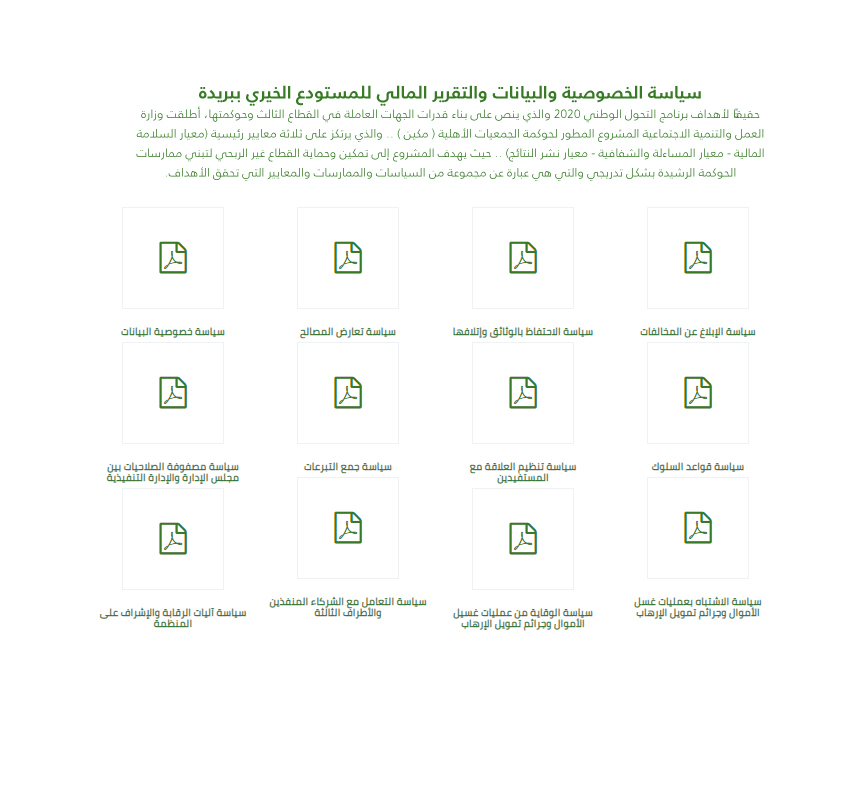 سياسة الخصوصية والبيانات والتقرير المالي للمستودع الخيري ببريدة
حقيقًا لأهداف برنامج التحول الوطني 2020 والذي ينص على بناء قدرات الجهات العاملة في القطاع الثالث وحوكمتها، أطلقت وزارة
العمل والتنمية الاجتماعية المشروع المطور لحوكمة الجمعيات الأهلية ( مكين ) .. والذي يرتكز على ثلاثة معايير رئيسية (معيار السلامة
المالية - معيار المساءلة والشفافية - معيار نشر النتائج) .. حيث يهدف المشروع إلى تمكين وحماية القطاع غير الربحي لتبني ممارسات
الحوكمة الرشيدة بشكل تدريجي والتي هي عبارة عن مجموعة من السياسات والممارسات والمعايير التي تحقق الأهداف.
سياسة الإبلاغ عن المخالفات
سياسة الاحتفاظ بالوثائق وإتلافها
سياسة تعارض المصالح
سياسة خصوصية البيانات
سياسة قواعد السلوك
سياسة تنظيم العلاقة مع
المستفيدين
سياسة جمع التبرعات
سياسة مصفوفة الصلاحيات بين
مجلس الإدارة والإدارة التنفيذية
سياسة الاشتباه بعمليات غسل
الأموال وجرائم تمويل الإرهاب
سياسة الوقاية من عمليات غسيل
الأموال وجرائم تمويل الإرهاب
سياسة التعامل مع الشركاء المنفذين
والأطراف الثالثة
سياسة آليات الرقابة والإشراف على
المنظمة